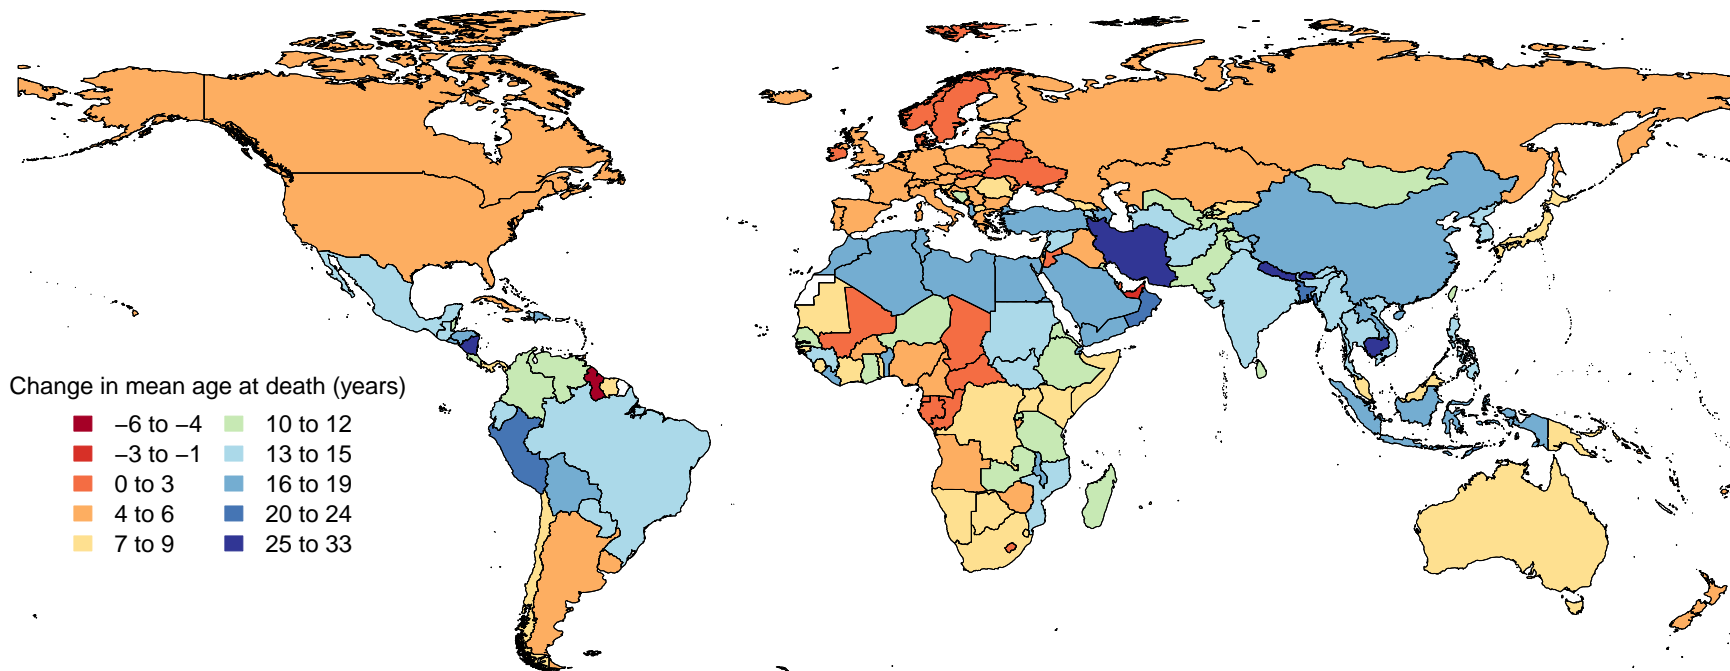 Change in mean age at death (years)
−6 to −4
−3 to −1
0 to 3
4 to 6
7 to 9
10 to 12
13 to 15
16 to 19
20 to 24
25 to 33